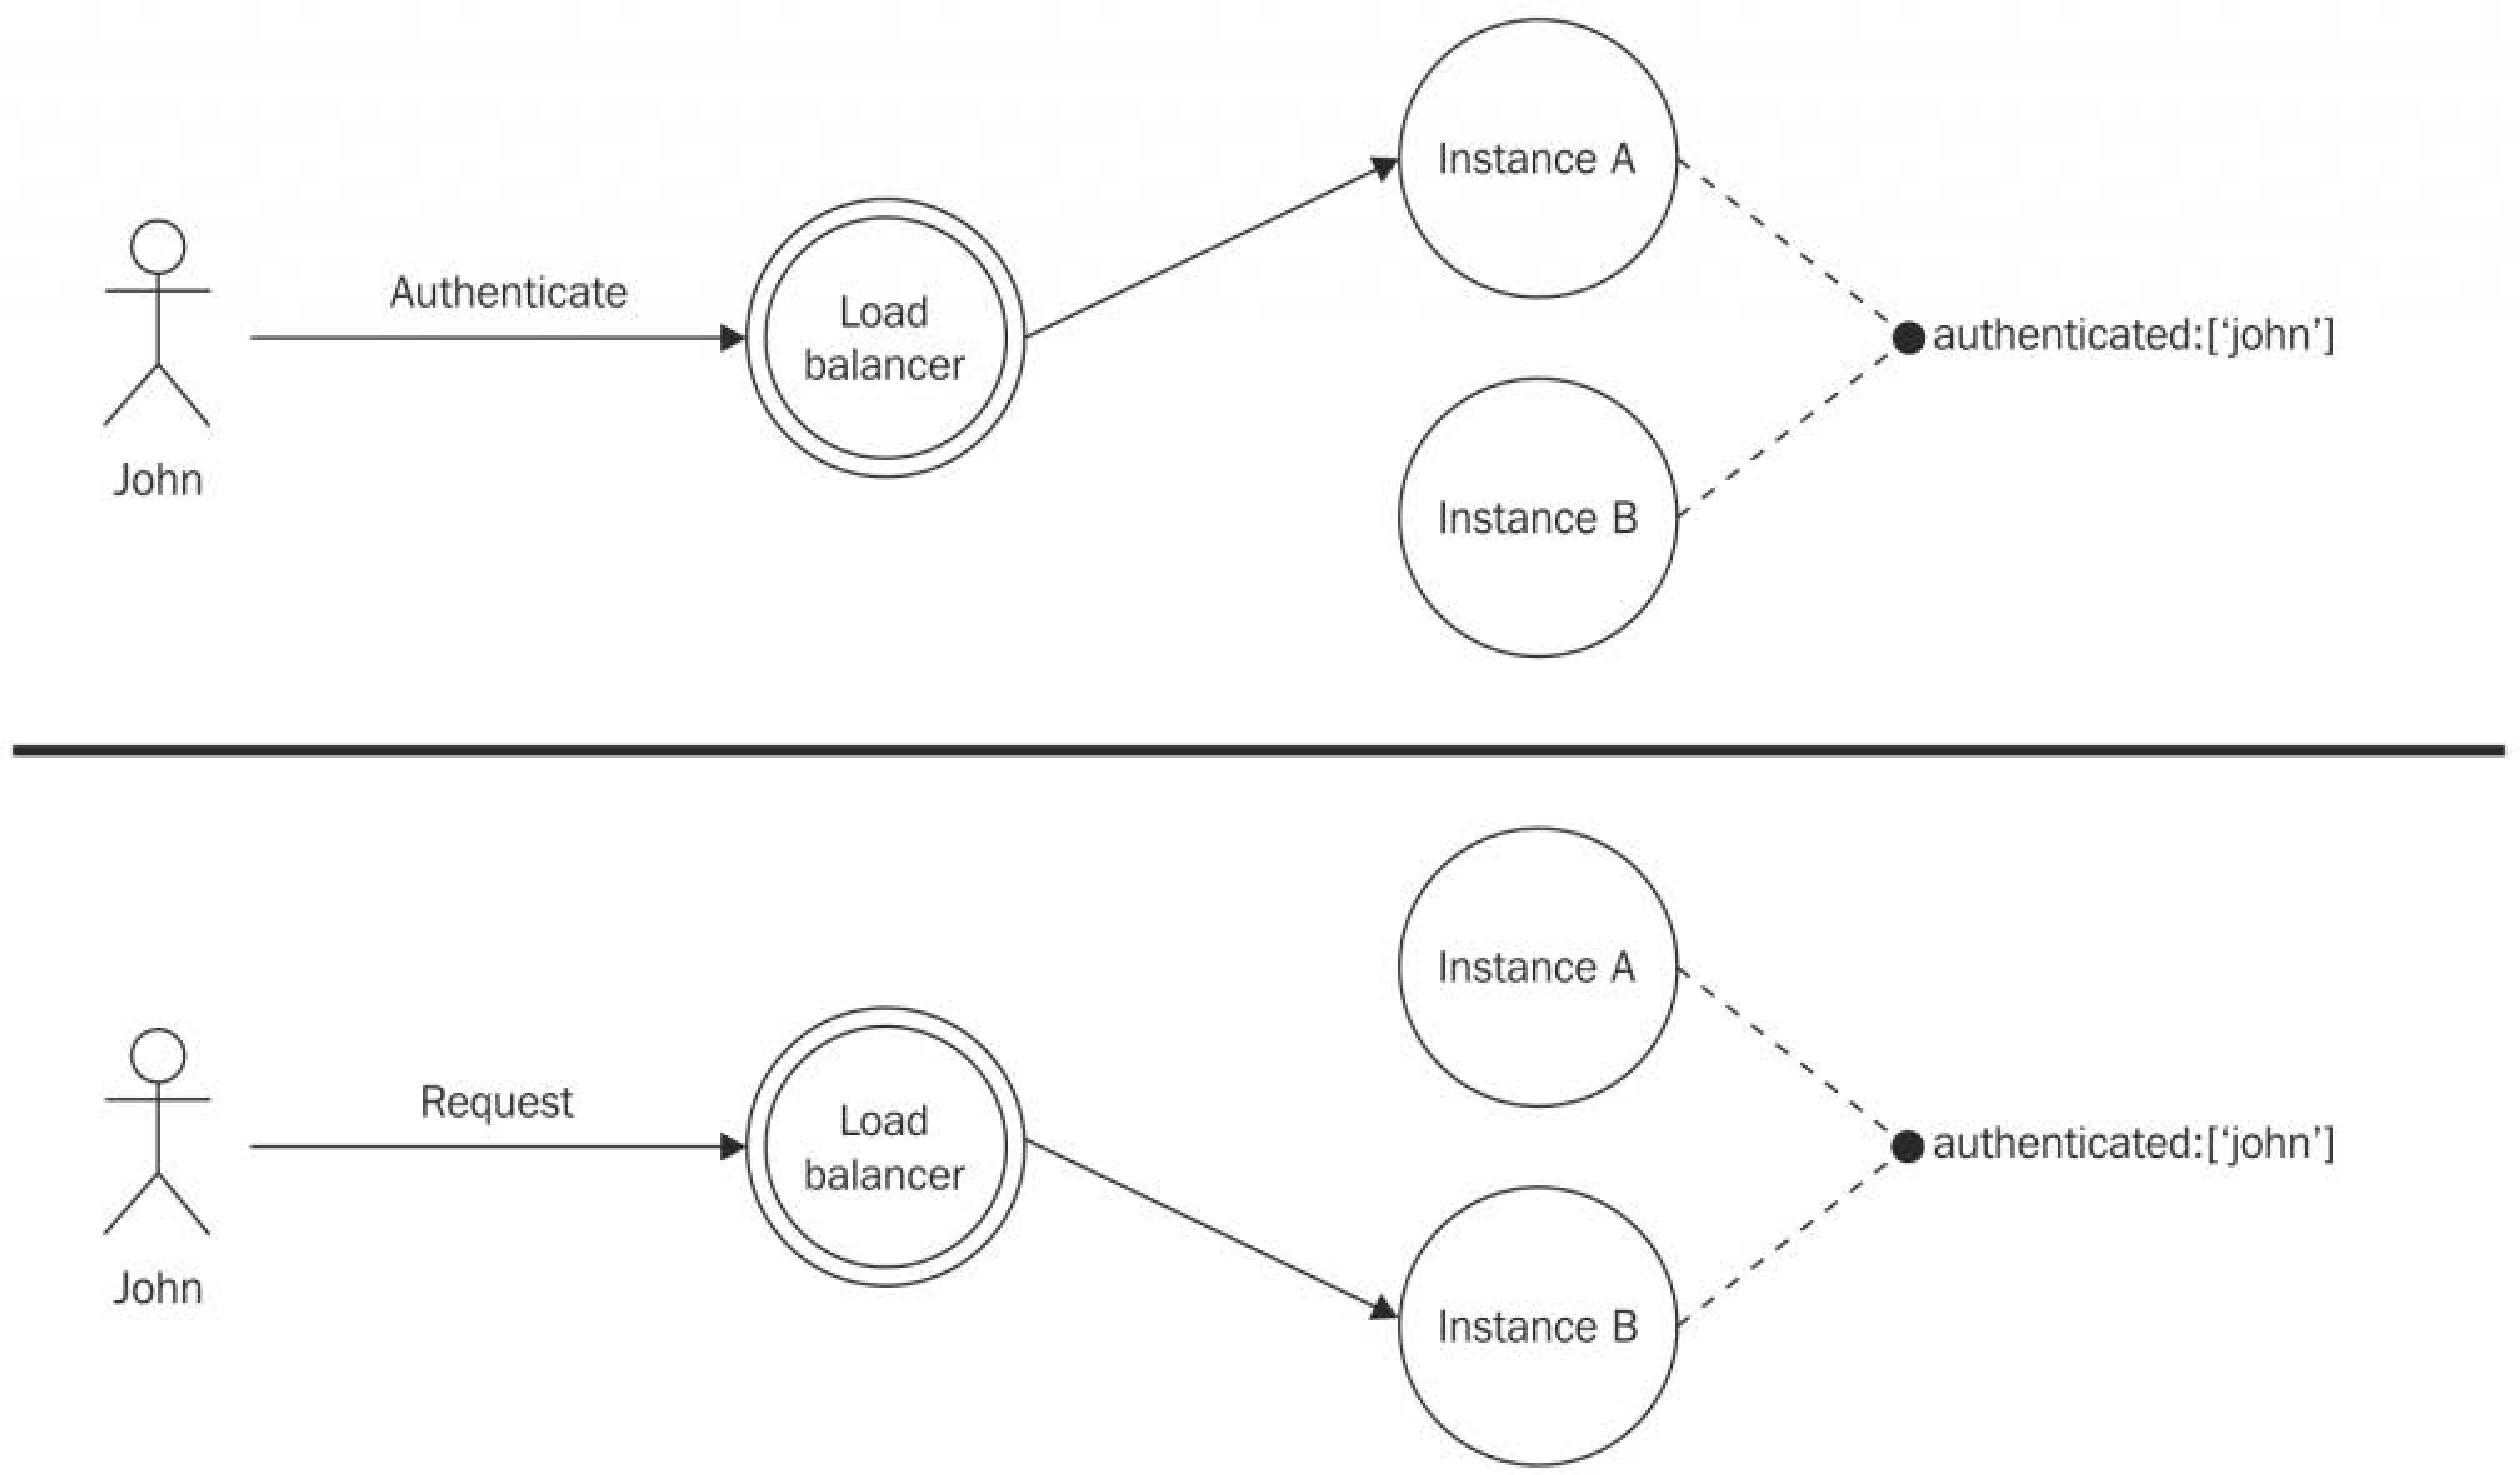 Instance A
Authenticate
Load
balancer
authenticated:[‘john’]
John
Instance B
Instance A
Request
Load
balancer
authenticated:[‘john’]
John
Instance B